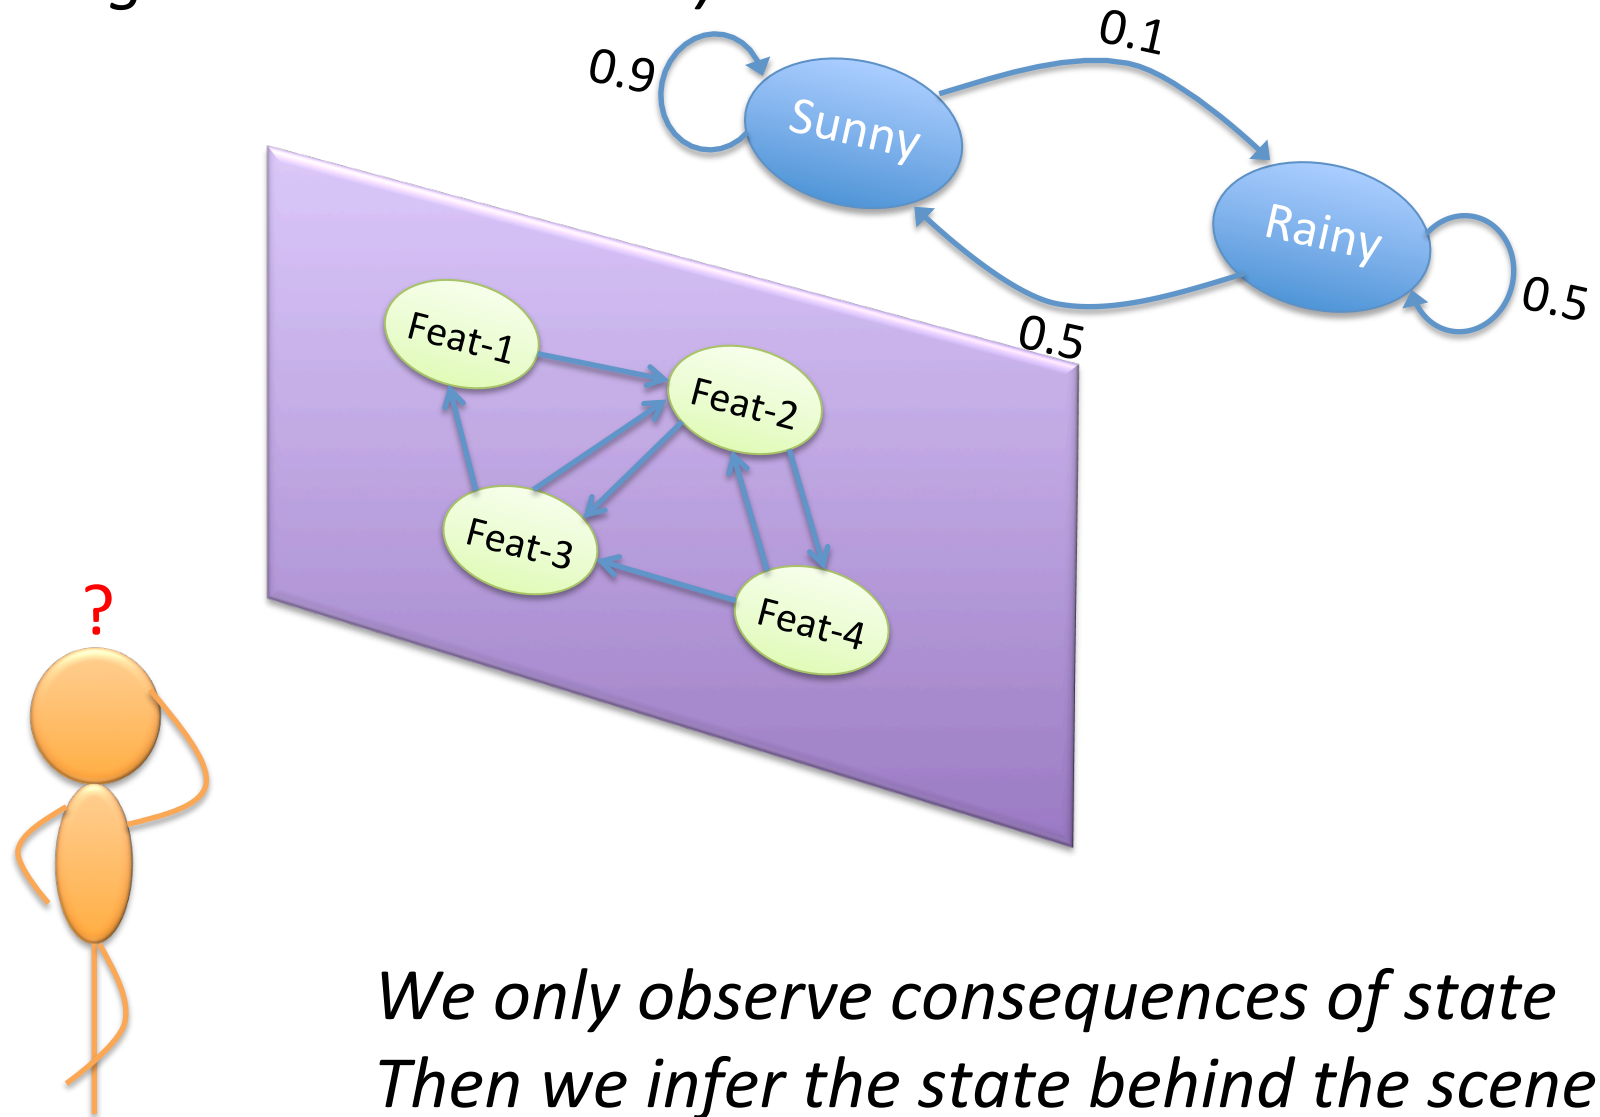 0.1
0.9
Sunny
Rainy
0.5
0.5
Feat-1
Feat-2
Feat-3
Feat-4
?
We only observe consequences of state
Then we infer the state behind the scene